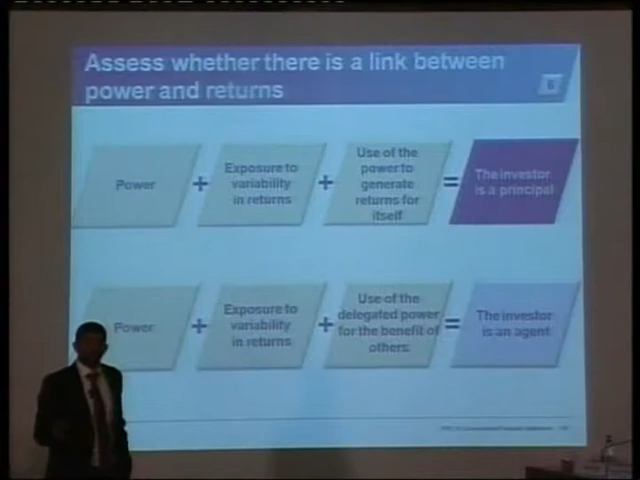 Assess whether there is a link between
power and returns
6
Power
+
Exposure to
variability
in returns
+
Use of the
power to
generate
returns for
itself
=
The investor
is a principal
Power
+
Exposure to
variability
in returns
+
Use of the
delegated power
for the benefit of
others
=
The investor
is an agent